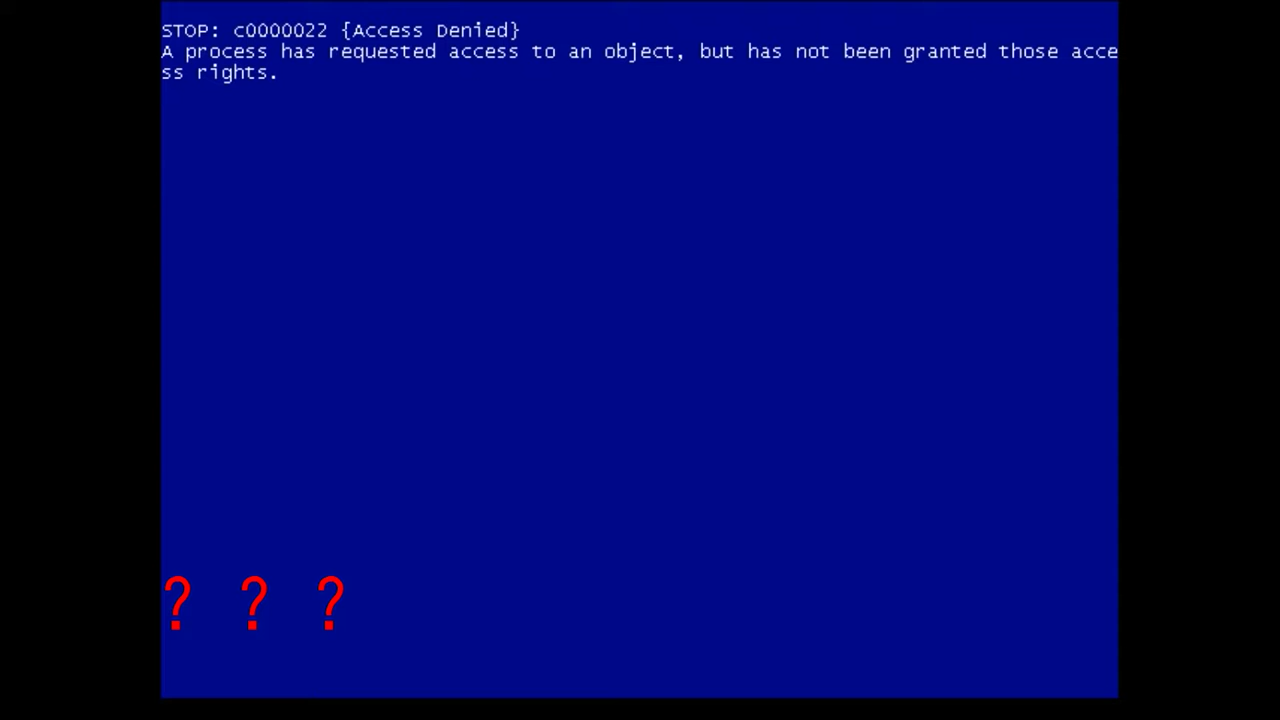 STOP: c0000022 {Access Denied}
A process has requested access to an object, but has not been granted those acce
ss rights.
? ? ?